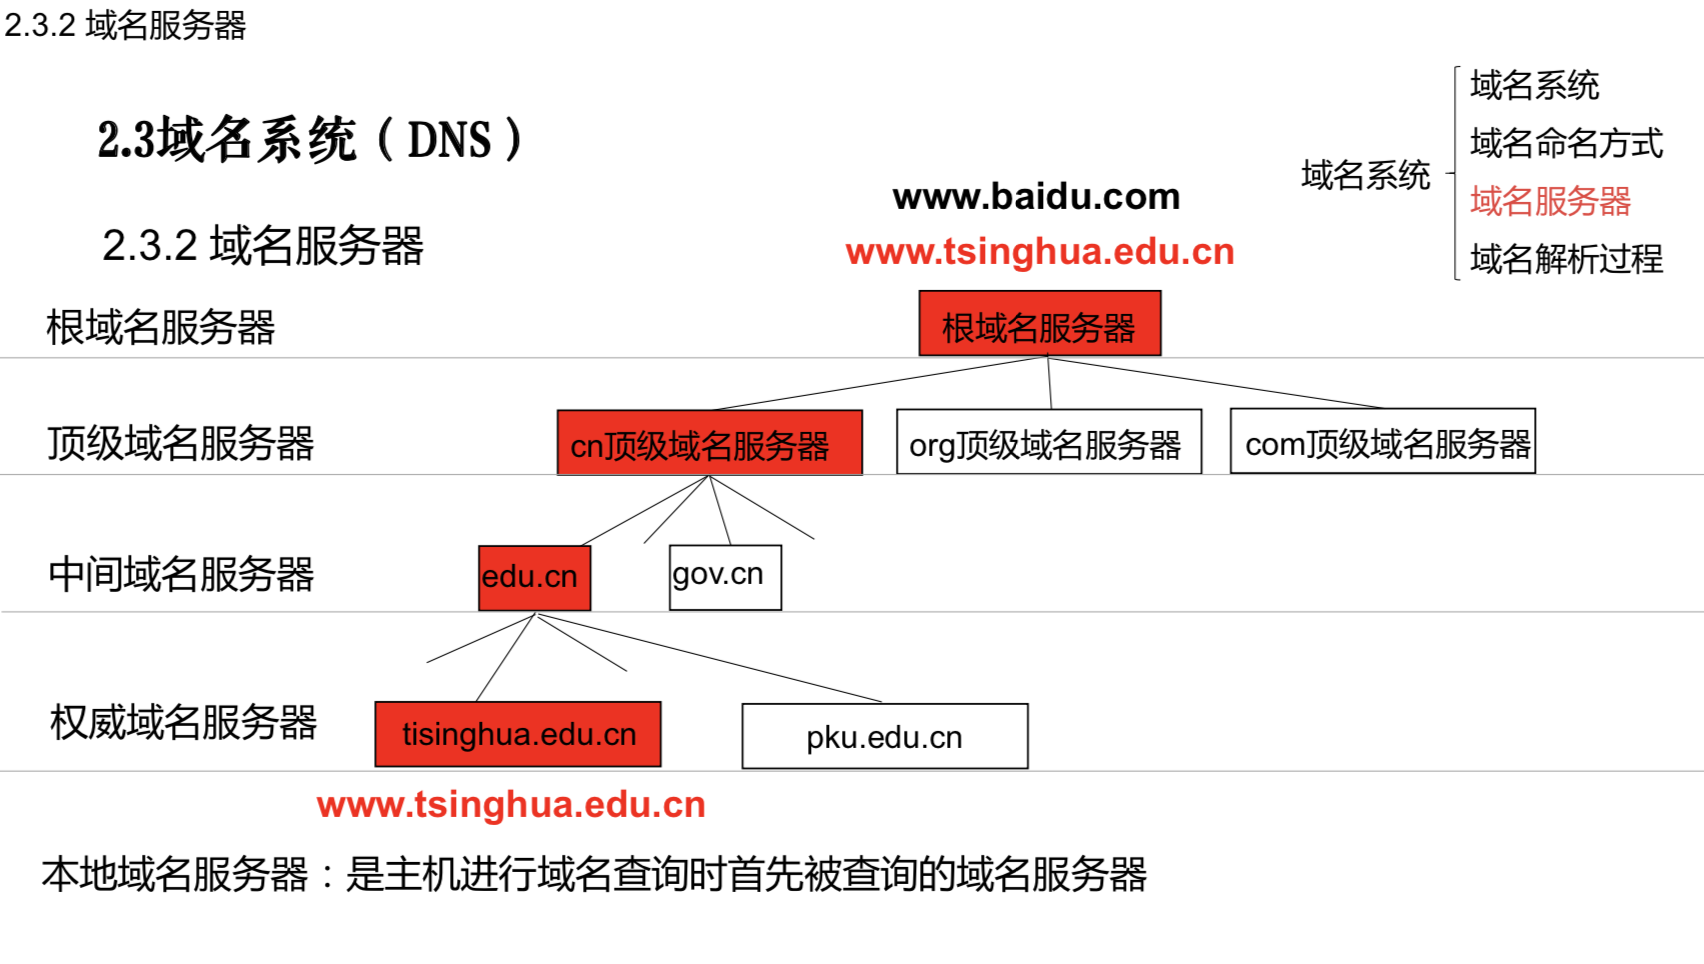 2.3.2 域名服务器
2.3域名系统（DNS）
域名系统
域名系统
域名命名方式
域名服务器
域名解析过程
www.baidu.com
www.tsinghua.edu.cn
2.3.2 域名服务器
根域名服务器
根域名服务器
顶级域名服务器
cn顶级域名服务器
org顶级域名服务器
com顶级域名服务器
中间域名服务器
edu.cn
gov.cn
权威域名服务器
tisinghua.edu.cn
pku.edu.cn
www.tsinghua.edu.cn
本地域名服务器：是主机进行域名查询时首先被查询的域名服务器